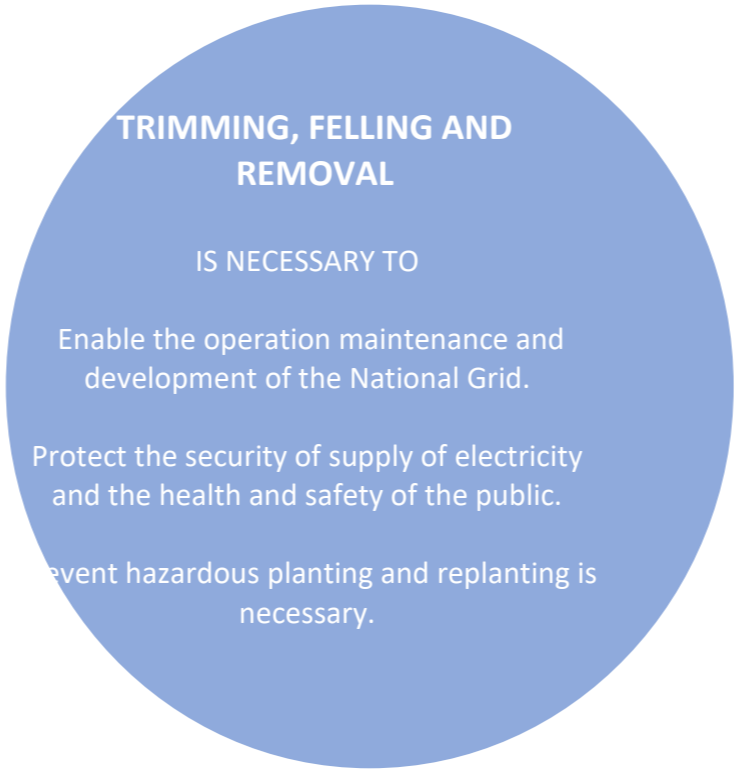 TRIMMING, FELLING AND
REMOVAL
IS NECESSARY TO
Enable the operation maintenance and
development of the National Grid.
Protect the security of supply of electricity
and the health and safety of the public.
event hazardous planting and replanting is
necessary.